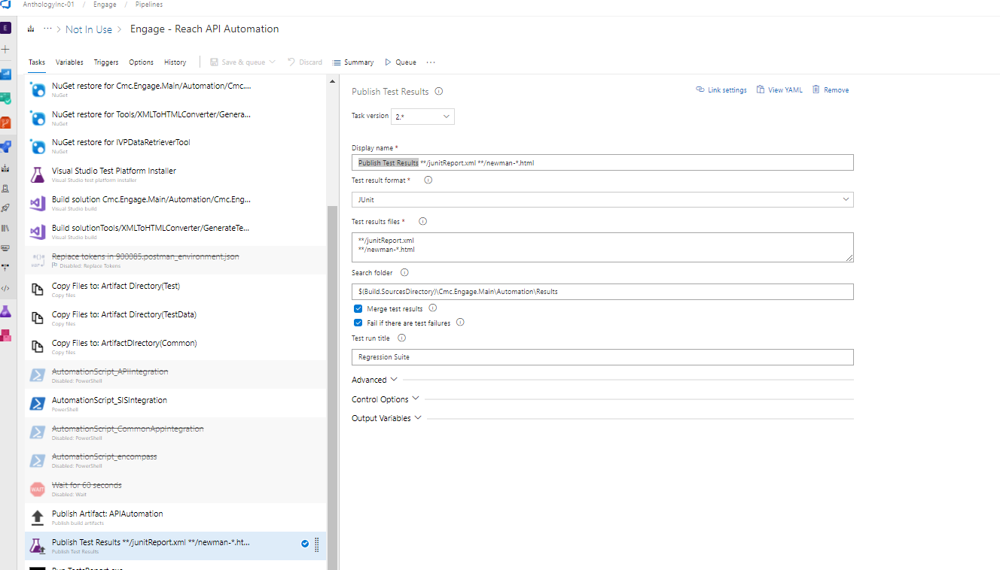 AnthologyInc-01 / Engage / Pipelines
E
··· > Not In Use > Engage - Reach API Automation
Tasks Variables Triggers Options History Save & queue Discard Summary Queue ···
NuGet restore for Cmc.Engage.Main/Automation/Cmc....
NuGet
NuGet restore for Tools/XMLToHTMLConverter/Genera...
NuGet
NuGet restore for IVPDataRetrieverTool
NuGet
Visual Studio Test Platform Installer
Visual Studio test platform installer
Build solution Cmc.Engage.Main/Automation/Cmc.Eng...
Visual Studio build
Build solutionTools/XMLToHTMLConverter/GenerateTe...
Visual Studio build
Replace tokens in 900085.postman_environment.json
Disabled: Replace Tokens
Copy Files to: Artifact Directory(Test)
Copy files
Copy Files to: Artifact Directory(TestData)
Copy files
Copy Files to: ArtifactDIrectory(Common)
Copy files
AutomationScript_APIIntegration
Disabled: PowerShell
AutomationScript_SISIntegration
PowerShell
AutomationScript_CommonAppIntegration
Disabled: PowerShell
AutomationScript_encompass
Disabled: PowerShell
WAIT
Wait for 60 seconds
Disabled: Wait
Publish Artifact: APIAutomation
Publish build artifacts
Publish Test Results **/junitReport.xml **/newman-*.ht...
Publish Test Results
Publish Test Results
Link settings View YAML Remove
Task version 2.*
Display name *
Publish Test Results **/junitReport.xml **/newman-*.html
Test result format *
JUnit
Test results files *
**/junitReport.xml
**/newman-*.html
Search folder
$(Build.SourcesDirectory)\Cmc.Engage.Main\Automation\Results
Merge test results
Fail if there are test failures
Test run title
Regression Suite
Advanced
Control Options
Output Variables